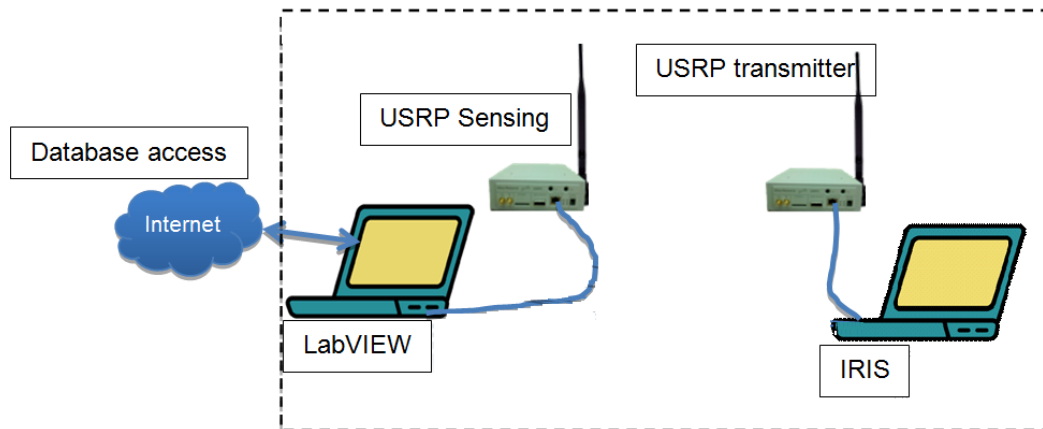 USRP transmitter
USRP Sensing
Database access
Internet
LabVIEW
IRIS